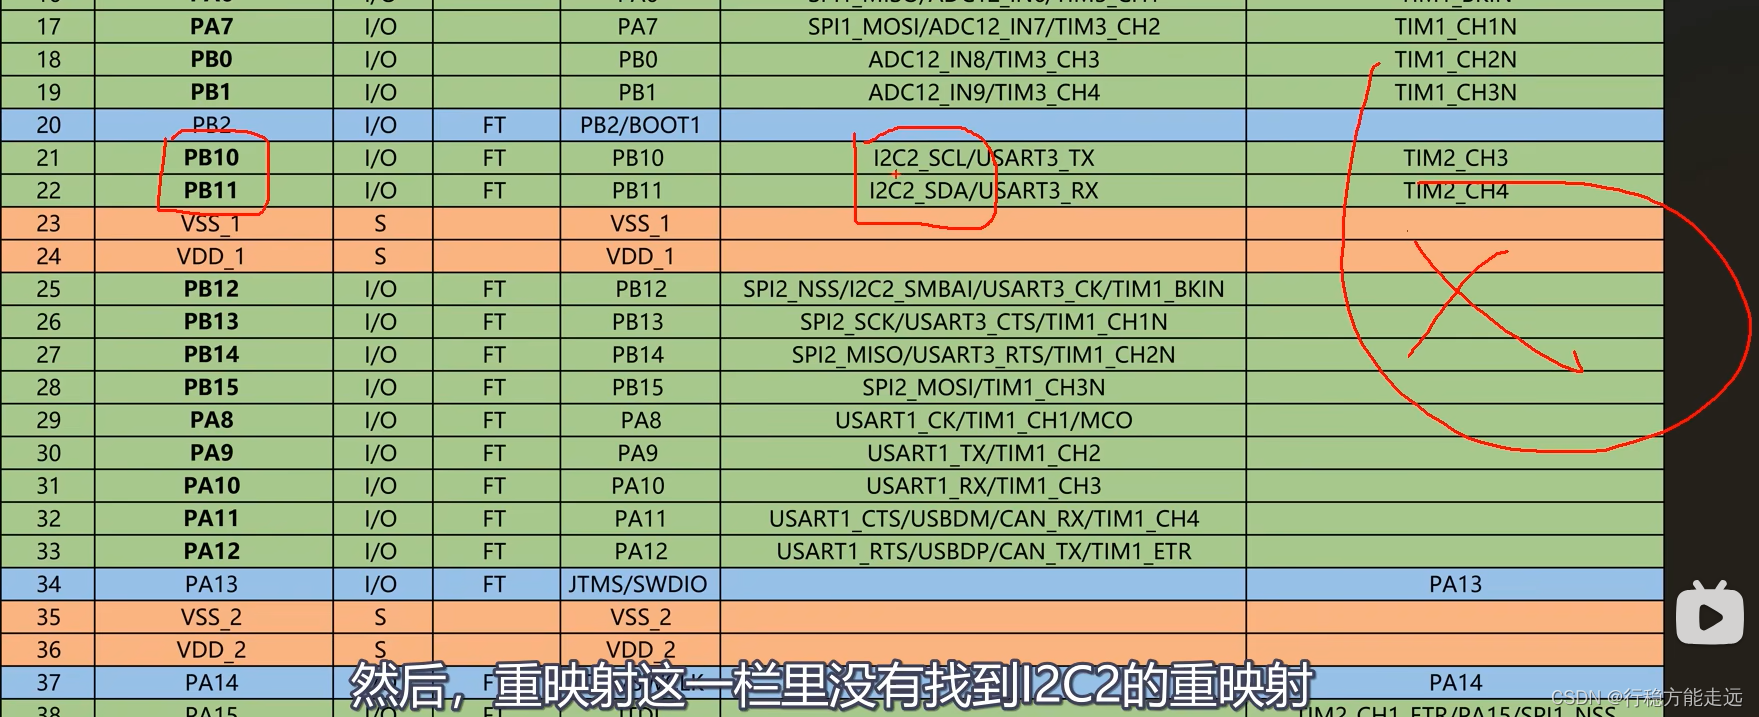 17 PA7 I/O PA7 SPI1_MOSI/ADC12_IN7/TIM3_CH2 TIM1_CH1N
18 PB0 I/O PB0 ADC12_IN8/TIM3_CH3 TIM1_CH2N
19 PB1 I/O PB1 ADC12_IN9/TIM3_CH4 TIM1_CH3N
20 PB2 I/O FT PB2/BOOT1
21 PB10 I/O FT PB10 I2C2_SCL/USART3_TX TIM2_CH3
22 PB11 I/O FT PB11 I2C2_SDA/USART3_RX TIM2_CH4
23 VSS_1 S VSS_1
24 VDD_1 S VDD_1
25 PB12 I/O FT PB12 SPI2_NSS/I2C2_SMBAI/USART3_CK/TIM1_BKIN
26 PB13 I/O FT PB13 SPI2_SCK/USART3_CTS/TIM1_CH1N
27 PB14 I/O FT PB14 SPI2_MISO/USART3_RTS/TIM1_CH2N
28 PB15 I/O FT PB15 SPI2_MOSI/TIM1_CH3N
29 PA8 I/O FT PA8 USART1_CK/TIM1_CH1/MCO
30 PA9 I/O FT PA9 USART1_TX/TIM1_CH2
31 PA10 I/O FT PA10 USART1_RX/TIM1_CH3
32 PA11 I/O FT PA11 USART1_CTS/USBDM/CAN_RX/TIM1_CH4
33 PA12 I/O FT PA12 USART1_RTS/USBDP/CAN_TX/TIM1_ETR
34 PA13 I/O FT JTMS/SWDIO PA13
35 VSS_2 S VSS_2
36 VDD_2 S VDD_2
37 PA14 PA14
然后，重映射这一栏里没有找到I2C2的重映射
CSDN @行稳方能走远
38 PA15 I/O FT JTDI TIM2_CH1_ETR/PA15/SPI1_NSS